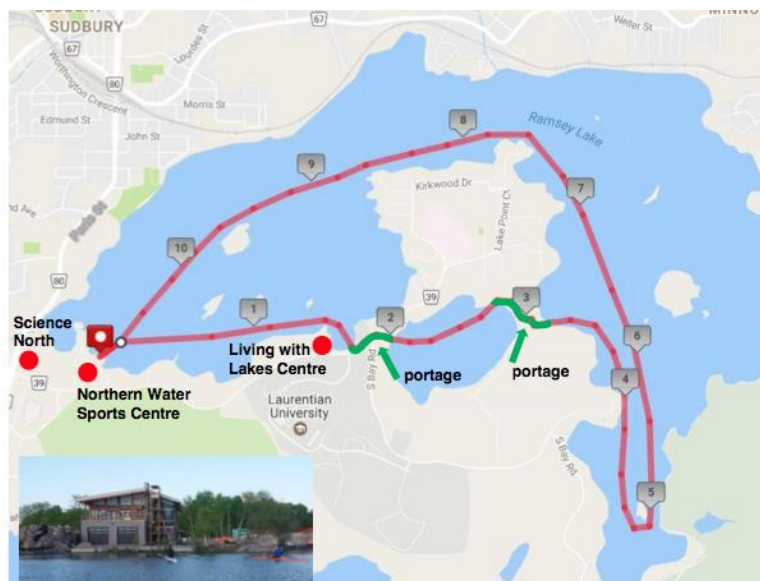 SUDBURY
67
Lourdes St
Worthington Crescent
80
Morris St
Edmund St
John St
Weller St
67
Ramsey Lake
8
9
7
Kirkwood Dr
Lake Point Ct
Paris St
10
80
39
3
1
2
6
Science
North
Living with
Lakes Centre
portage
portage
4
39
Northern Water
Sports Centre
S Bay Rd
Laurentian
University
S Bay Rd
5